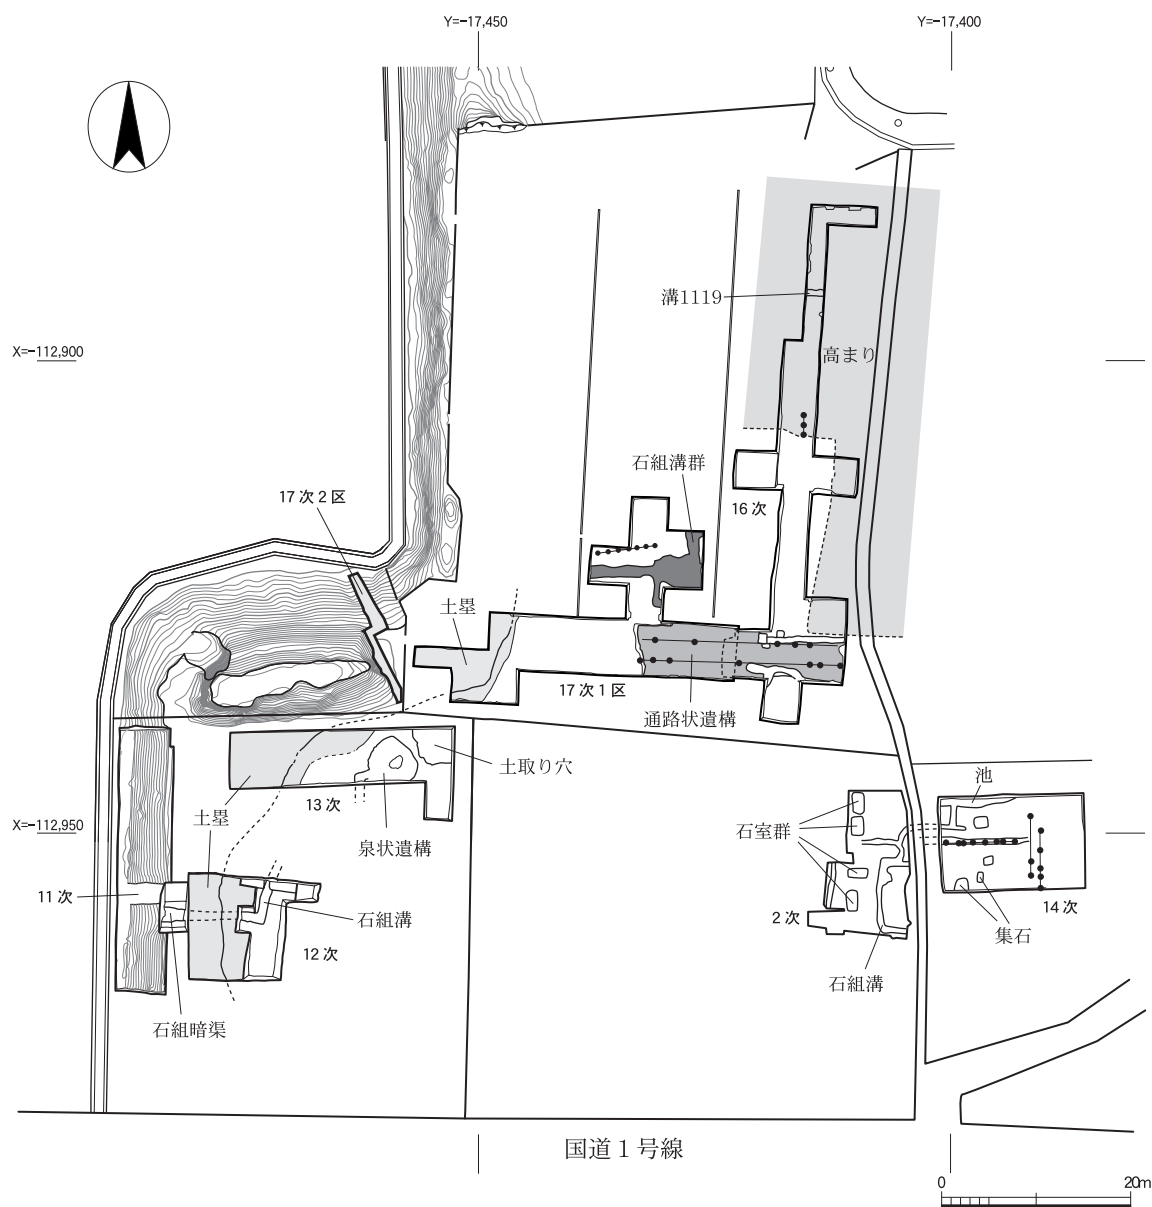 Y=-17,450
Y=-17,400
溝1119
X=-112,900
高まり
石組溝群
17次2区
16次
土塁
17次1区
通路状遺構
土取り穴
池
13次
土塁
X=-112,950
石室群
泉状遺構
11次
石組溝
2次
14次
集石
12次
石組溝
石組暗渠
国道1号線
0
20m